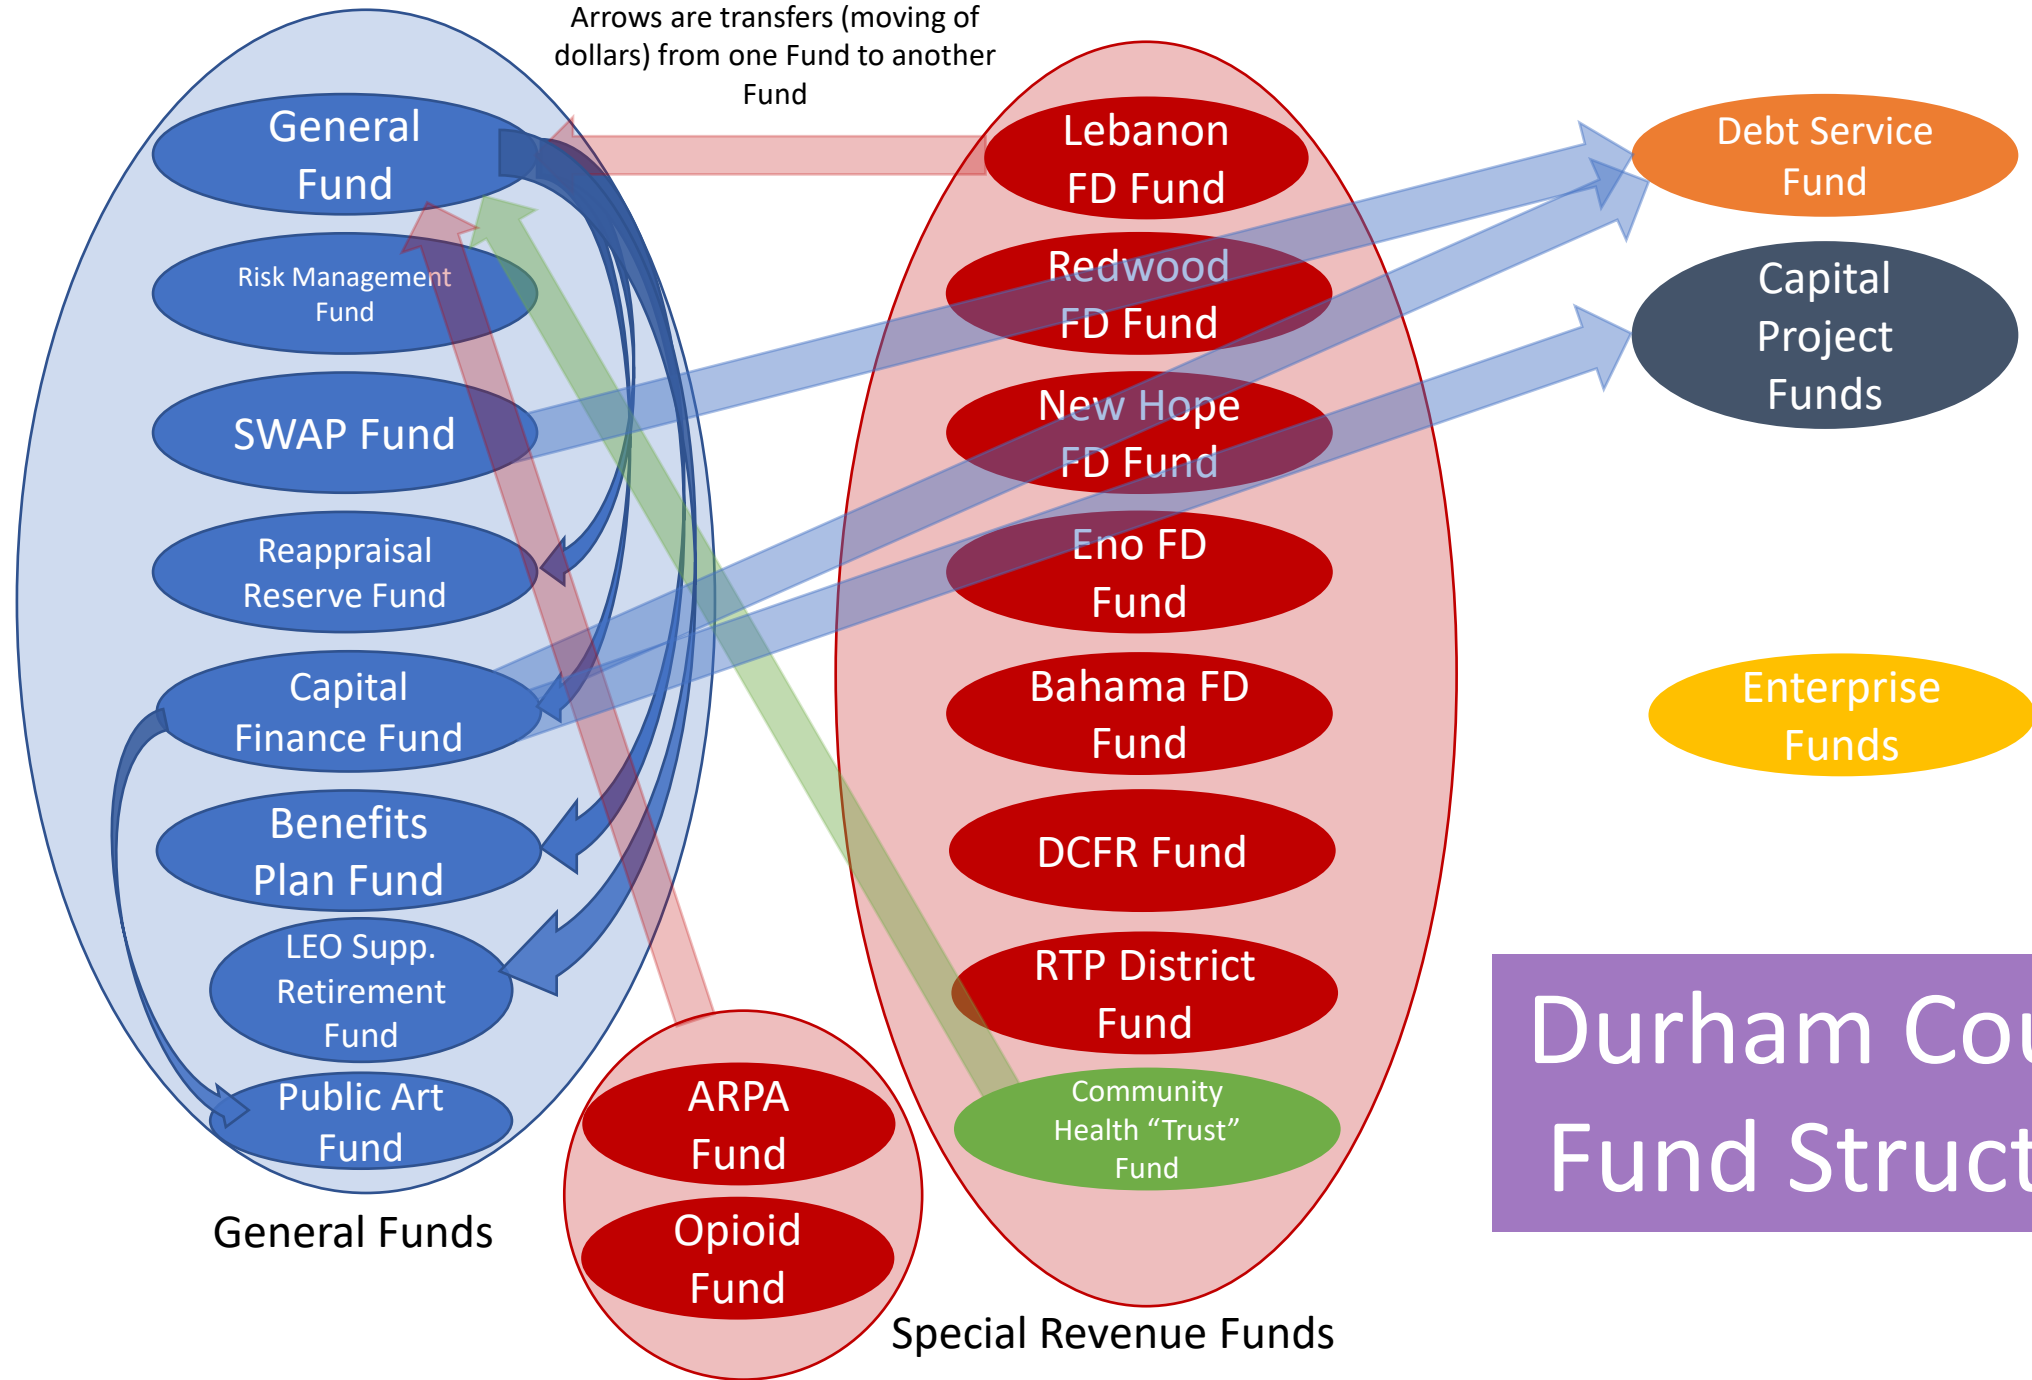 Arrows are transfers (moving of
dollars) from one Fund to another
Fund
General
Fund
Risk Management
Fund
SWAP Fund
Reappraisal
Reserve Fund
Capital
Finance Fund
Benefits
Plan Fund
LEO Supp.
Retirement
Fund
Public Art
Fund
General Funds
ARPA
Fund
Opioid
Fund
Lebanon
FD Fund
Redwood
FD Fund
New Hope
FD Fund
Eno FD
Fund
Bahama FD
Fund
DCFR Fund
RTP District
Fund
Community
Health “Trust”
Fund
Special Revenue Funds
Debt Service
Fund
Capital
Project
Funds
Enterprise
Funds
Durham Cou
Fund Struct